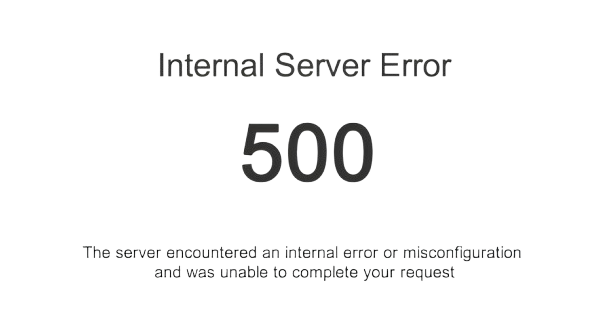 Internal Server Error
500
The server encountered an internal error or misconfiguration
and was unable to complete your request